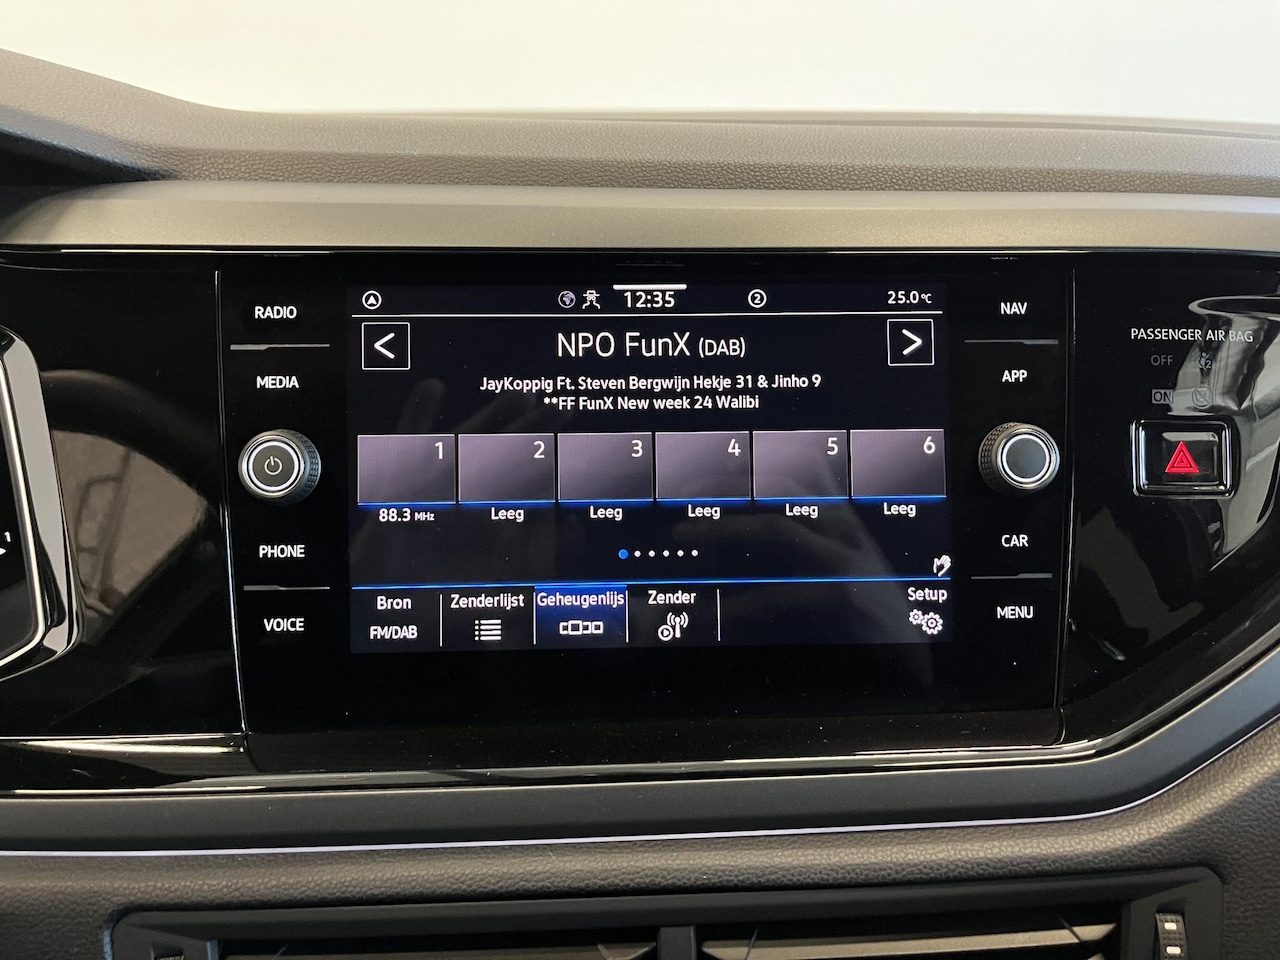 RADIO
MEDIA
PHONE
VOICE
12:35
2
25.0 °C
NPO FunX (DAB)
JayKoppig Ft. Steven Bergwijn Hekje 31 & Jinho 9
**FF FunX New week 24 Walibi
1 2 3 4 5 6
88.3 MHz Leeg Leeg Leeg Leeg Leeg
Bron Zenderlijst Geheugenlijs Zender Setup
FM/DAB
NAV
APP
CAR
MENU
PASSENGER AIR BAG
OFF
ON
1